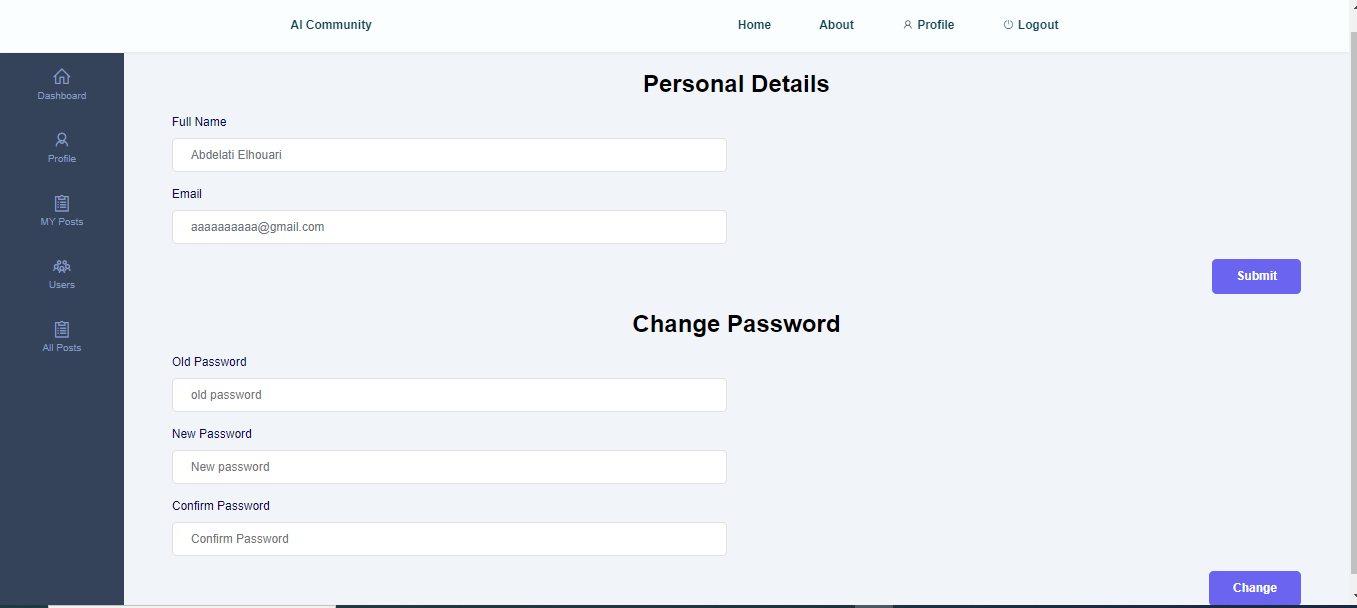 AI Community Home About Profile Logout
Dashboard
Profile
MY Posts
Users
All Posts
Personal Details
Full Name
Abdelati Elhouari
Email
aaaaaaaaaa@gmail.com
Submit
Change Password
Old Password
old password
New Password
New password
Confirm Password
Confirm Password
Change